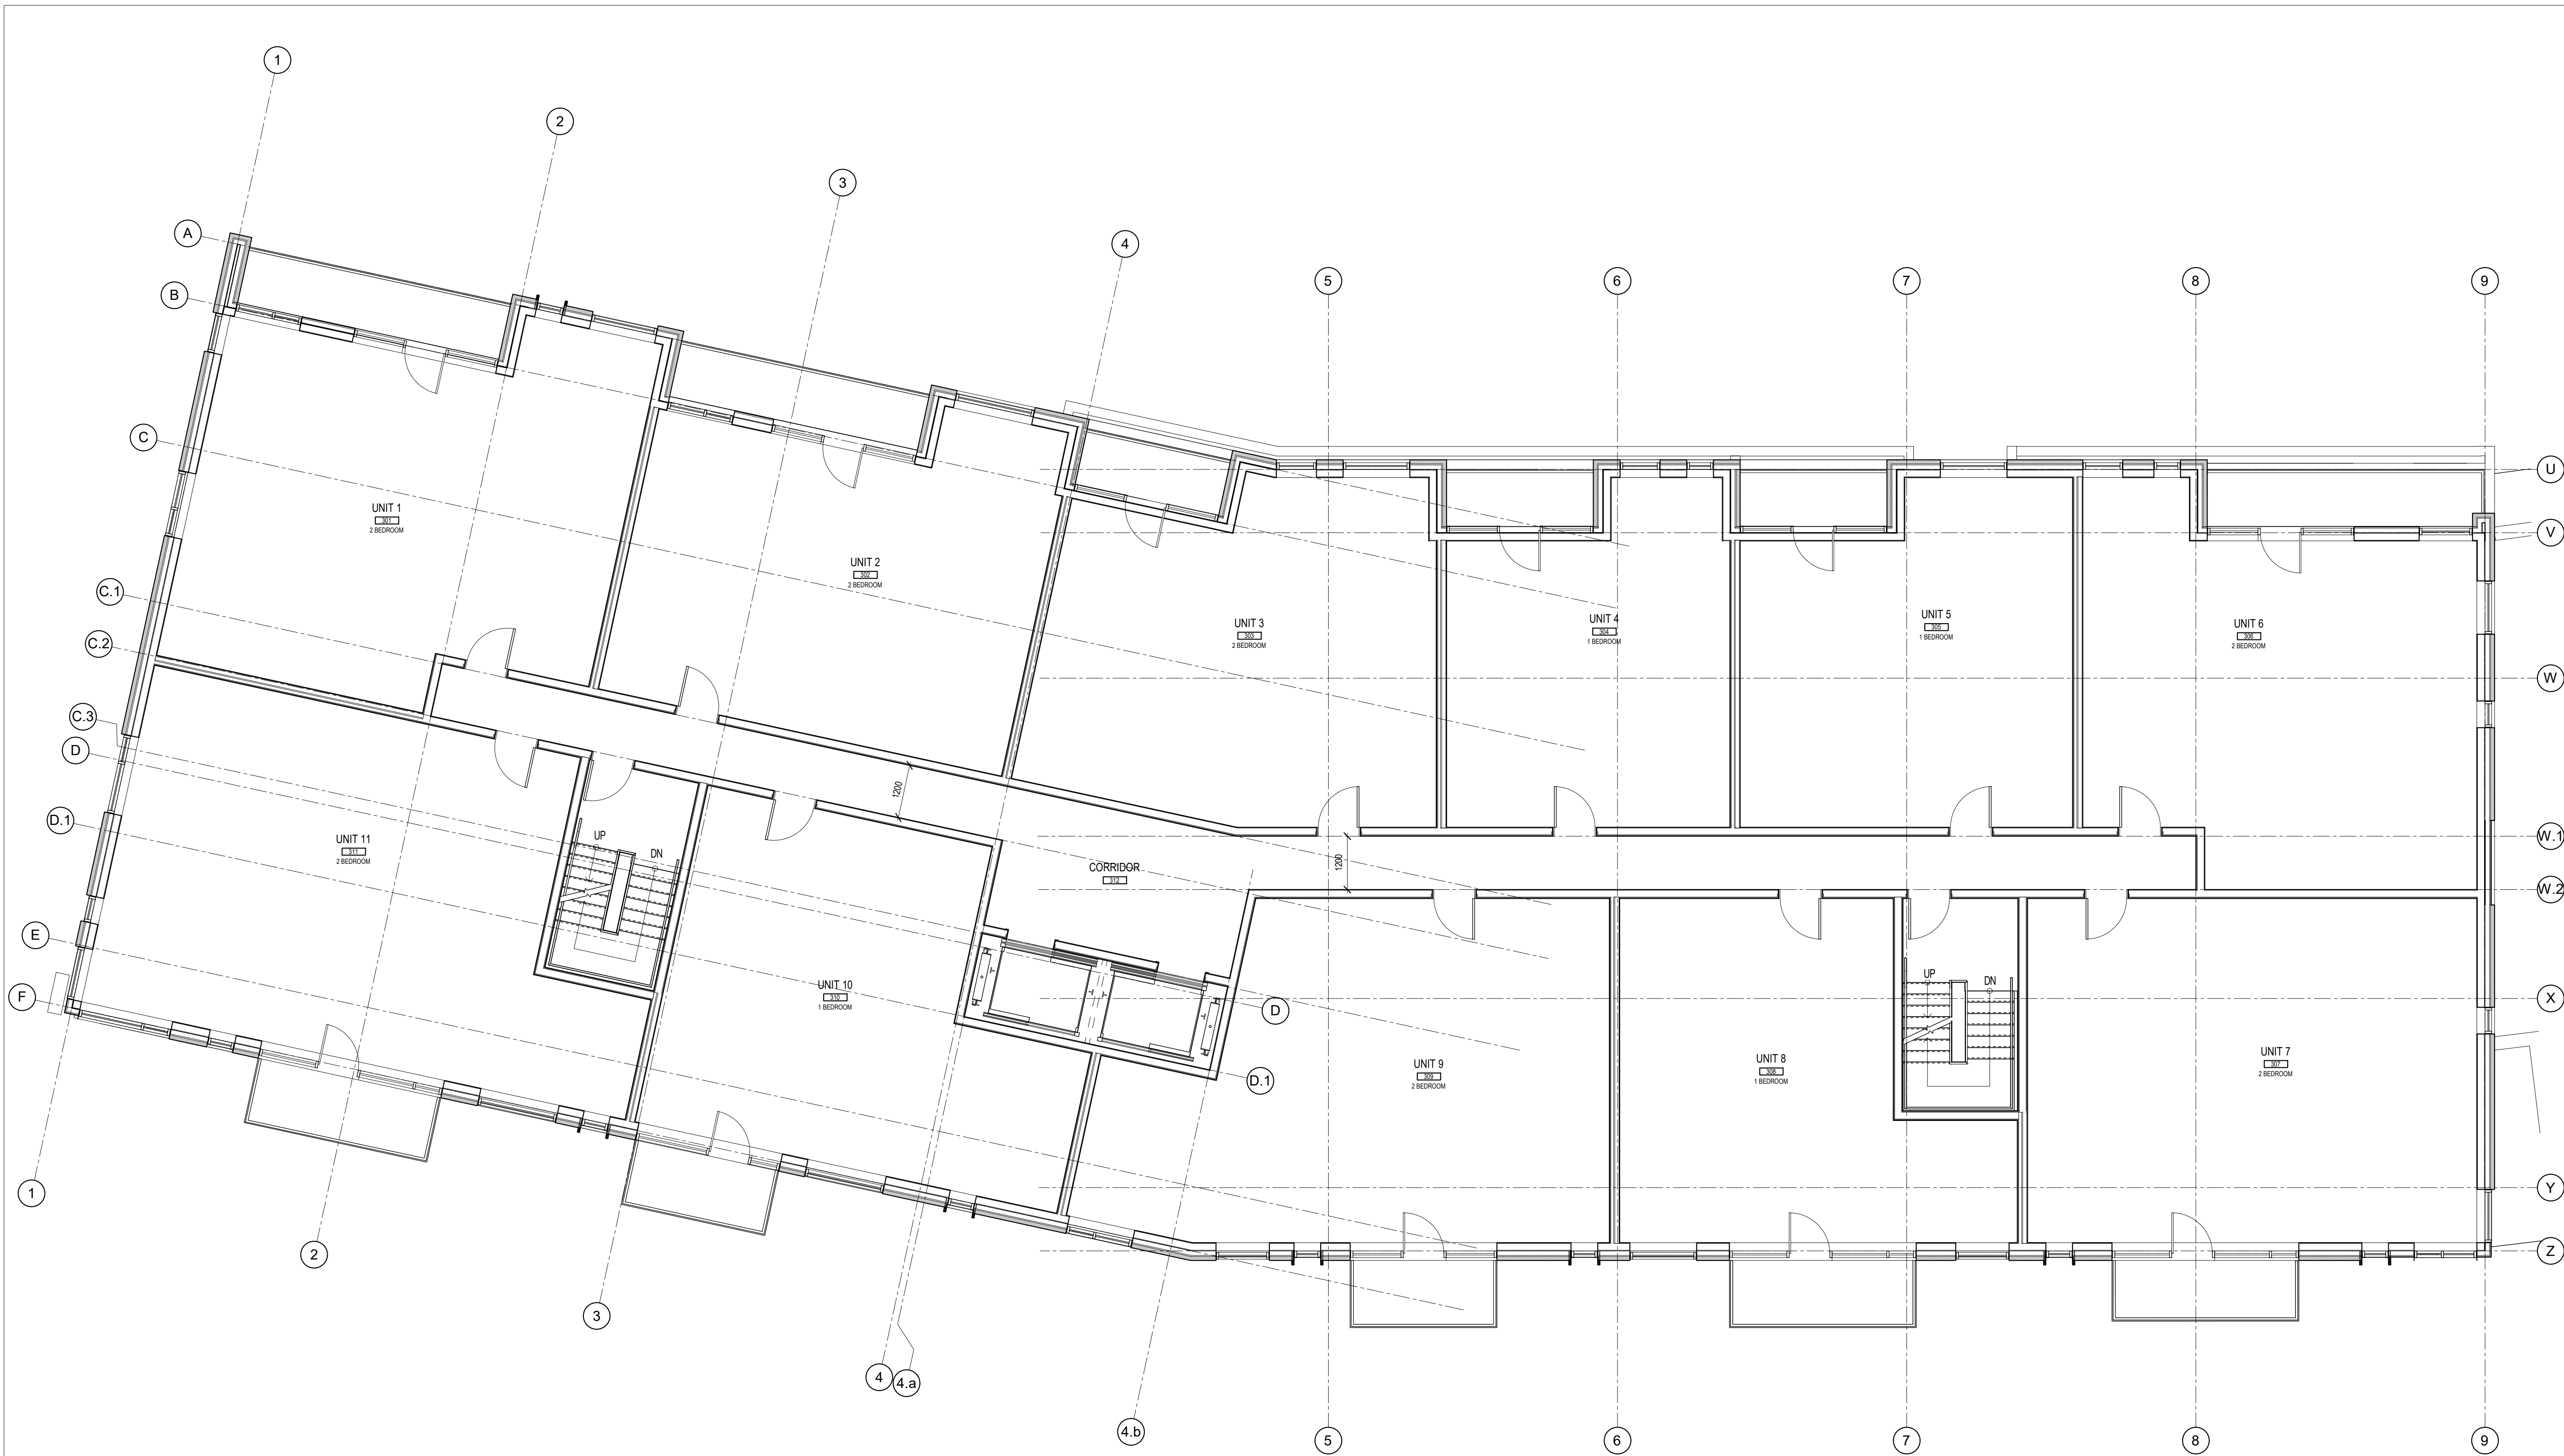 1
2
3
A
4
B
5
6
7
8
9
C
U
UNIT 1
301
2 BEDROOM
V
UNIT 2
302
2 BEDROOM
C.1
UNIT 3
303
2 BEDROOM
UNIT 4
304
1 BEDROOM
UNIT 5
305
1 BEDROOM
UNIT 6
306
2 BEDROOM
C.2
W
C.3
D
1200
D.1
UNIT 11
311
2 BEDROOM
UP
DN
CORRIDOR
312
1200
W.1
W.2
E
F
UNIT 10
310
1 BEDROOM
D
D.1
UP
DN
X
UNIT 9
309
2 BEDROOM
UNIT 8
308
1 BEDROOM
UNIT 7
307
2 BEDROOM
1
Y
2
Z
3
4
4.a
4.b
5
6
7
8
9